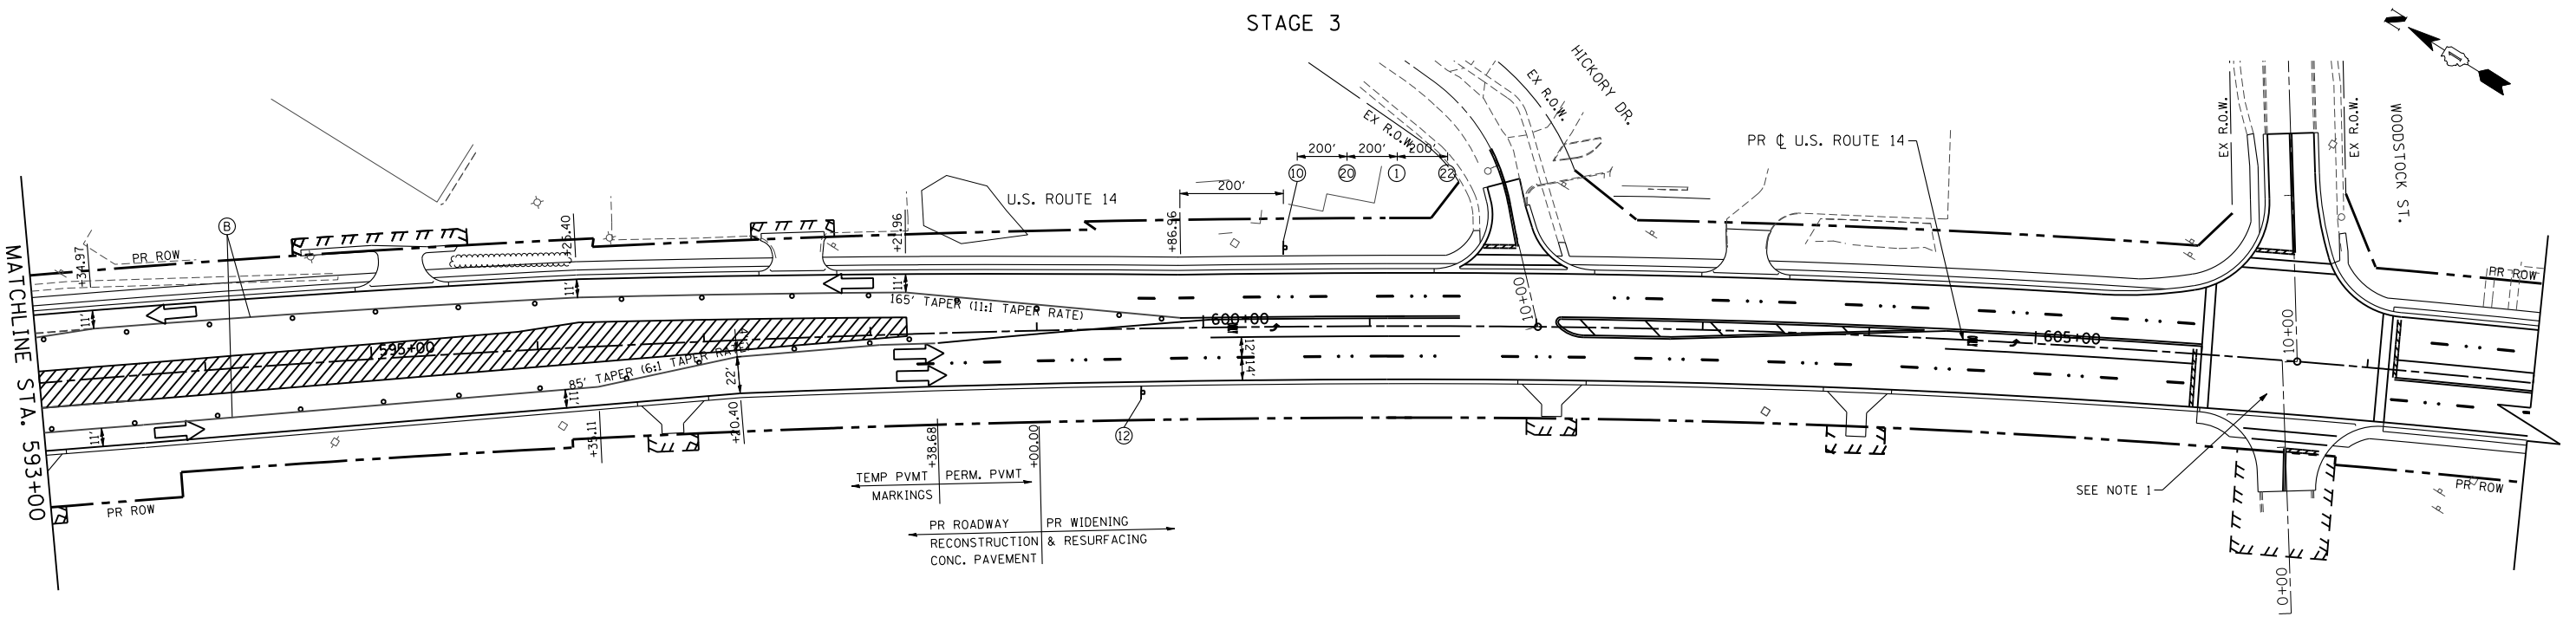 STAGE 3
N
HICKORY DR.
EX R.O.W.
EX R.O.W.
200' 200' 200'
10 20 1 22
200'
U.S. ROUTE 14
PR ℄ U.S. ROUTE 14
EX R.O.W.
EX R.O.W.
WOODSTOCK ST.
MATCHLINE STA. 593+00
+34.97
PR ROW
B
+25.40
+21.96
+86.96
11'
11'
11'
165' TAPER (11:1 TAPER RATE)
600+00
10+00
605+00
10+00
PR ROW
595+00
85' TAPER (6:1 TAPER RATE)
22'
12'
14'
11'
11'
+35.11
+20.40
+38.68
+00.00
12
TEMP PVMT
MARKINGS
PERM. PVMT
PR ROADWAY
RECONSTRUCTION
CONC. PAVEMENT
PR WIDENING
& RESURFACING
SEE NOTE 1
PR ROW
PR ROW
0+00